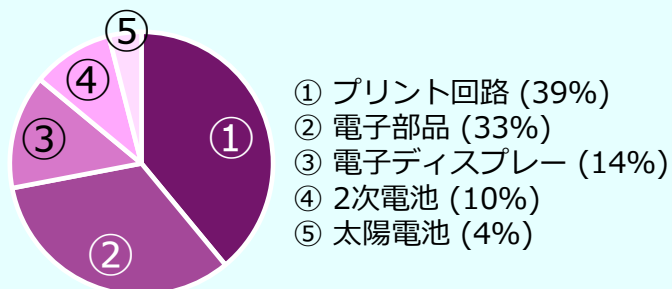 ⑤
④
③
①
②
① プリント回路 (39%)
② 電子部品 (33%)
③ 電子ディスプレー (14%)
④ 2次電池 (10%)
⑤ 太陽電池 (4%)